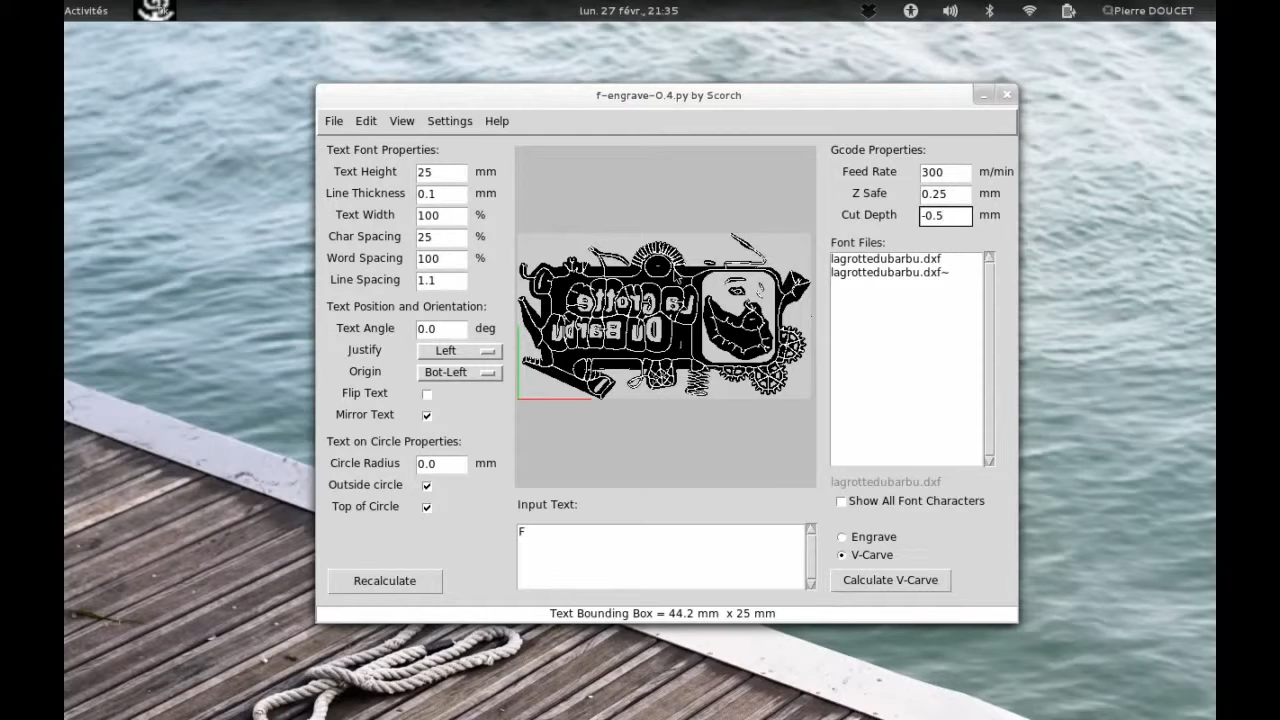 Activités
lun. 27 févr., 21:35
Pierre DOUCET
f-engrave-0.4.py by Scorch
File Edit View Settings Help
Text Font Properties:
Text Height 25 mm
Line Thickness 0.1 mm
Text Width 100 %
Char Spacing 25 %
Word Spacing 100 %
Line Spacing 1.1
Text Position and Orientation:
Text Angle 0.0 deg
Justify Left
Origin Bot-Left
Flip Text
Mirror Text
Text on Circle Properties:
Circle Radius 0.0 mm
Outside circle
Top of Circle
Recalculate
La Grotte
Du Barbu
Input Text:
F
Gcode Properties:
Feed Rate 300 m/min
Z Safe 0.25 mm
Cut Depth -0.5 mm
Font Files:
lagrottedubarbu.dxf
lagrottedubarbu.dxf~
lagrottedubarbu.dxf
Show All Font Characters
Engrave
V-Carve
Calculate V-Carve
Text Bounding Box = 44.2 mm x 25 mm